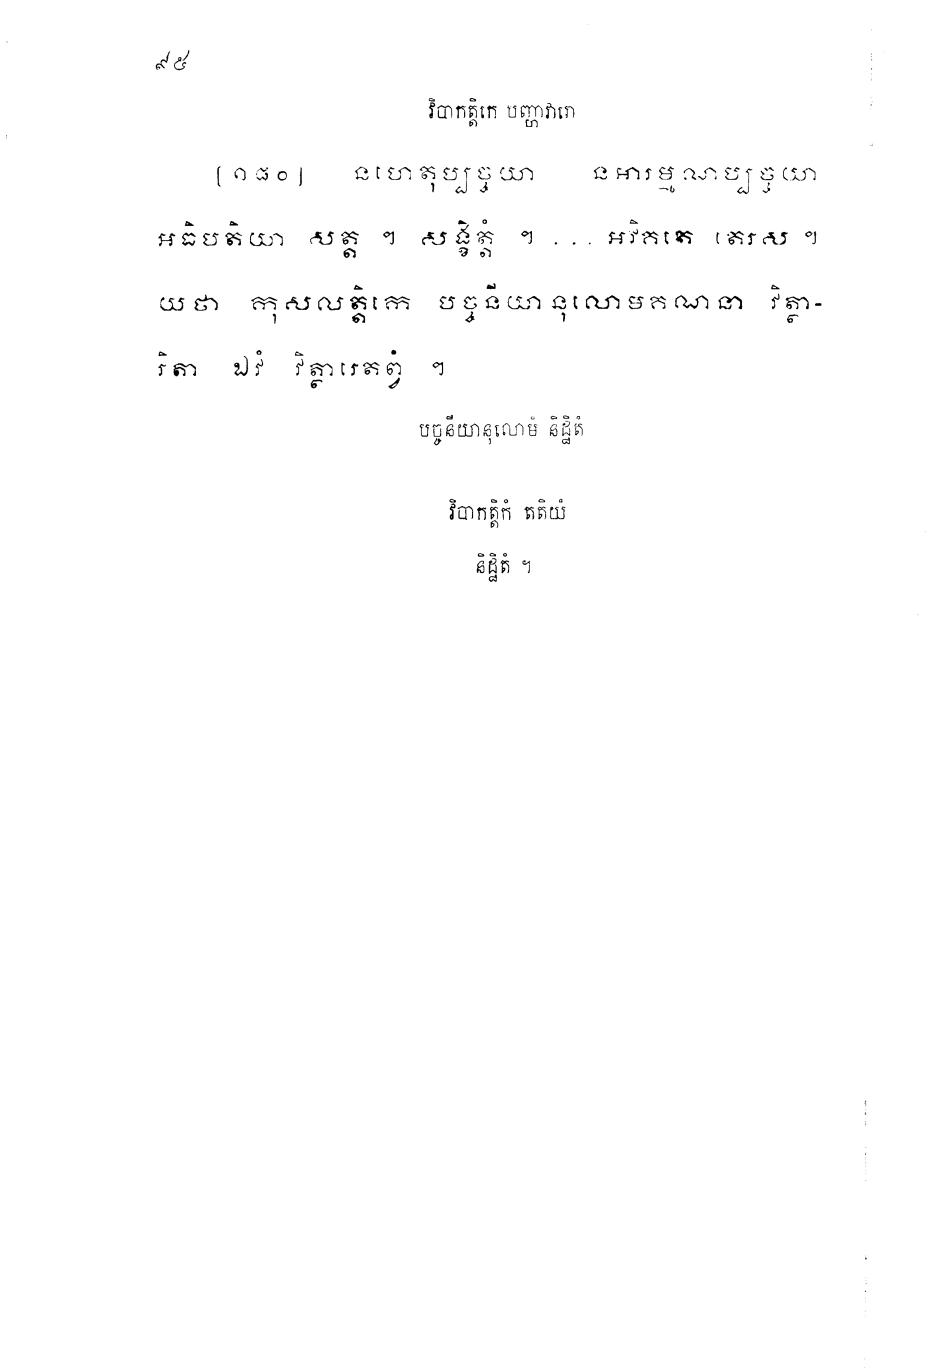 ៩៥
វិបាកត្តិកេ បញ្ហាវារោ
[១៨០] នហេតុប្បច្ចយា នអារម្មណប្បច្ចយា
អធិបតិយា សត្ត ។ សង្ខិត្តំ ។ ... អវិគតេ តេរស ។
យថា កុសលត្តិកេ បច្ចនីយានុលោមគណនា វិត្ថា-
រិតា ឯវំ វិត្ថារេតព្វំ ។
បច្ចនីយានុលោមំ និដ្ឋិតំ
វិបាកត្តិកំ តតិយំ
និដ្ឋិតំ ។